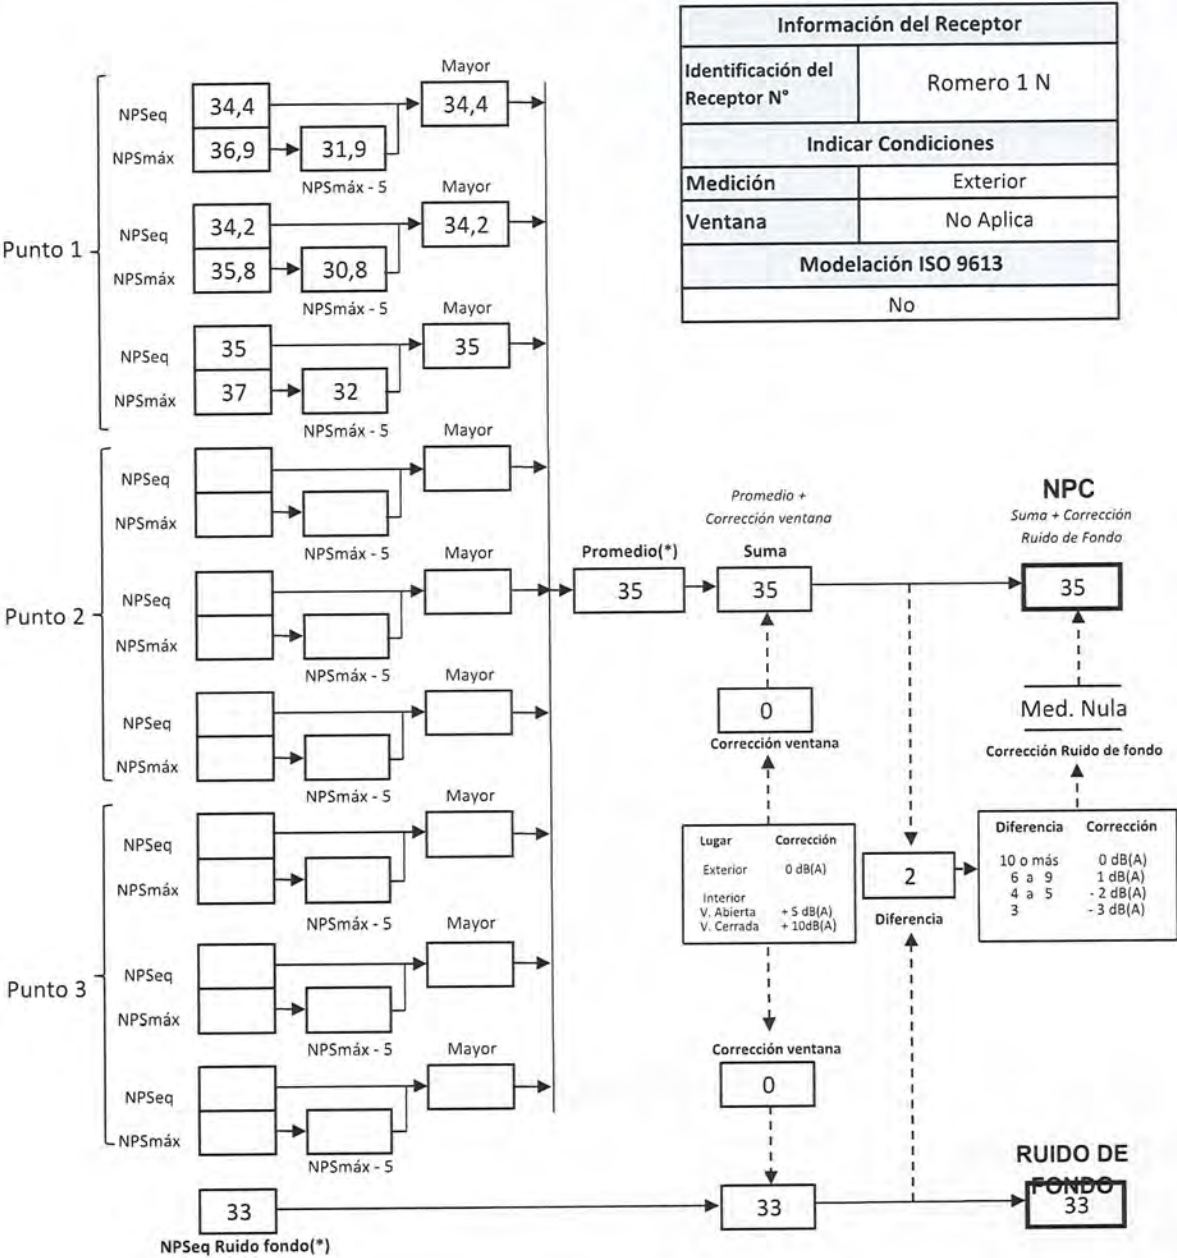 Información del Receptor
Identificación del Receptor N°
Romero 1 N
Indicar Condiciones
Medición
Exterior
Ventana
No Aplica
Modelación ISO 9613
No
Punto 1
NPSeq
34,4
NPSmáx
36,9
31,9
NPSmáx - 5
Mayor
34,4
NPSeq
34,2
NPSmáx
35,8
30,8
NPSmáx - 5
Mayor
34,2
NPSeq
35
NPSmáx
37
32
NPSmáx - 5
Mayor
35
Punto 2
NPSeq
NPSmáx
NPSmáx - 5
Mayor
NPSeq
NPSmáx
NPSmáx - 5
Mayor
NPSeq
NPSmáx
NPSmáx - 5
Mayor
Punto 3
NPSeq
NPSmáx
NPSmáx - 5
Mayor
NPSeq
NPSmáx
NPSmáx - 5
Mayor
NPSeq
NPSmáx
NPSmáx - 5
Mayor
33
NPSeq Ruido fondo(*)
Promedio(*)
35
Promedio +
Corrección ventana
Suma
35
0
Corrección ventana
Lugar Corrección
Exterior 0 dB(A)
Interior
V. Abierta + 5 dB(A)
V. Cerrada + 10dB(A)
Corrección ventana
0
33
2
Diferencia
NPC
Suma + Corrección
Ruido de Fondo
35
Med. Nula
Corrección Ruido de fondo
Diferencia Corrección
10 o más 0 dB(A)
6 a 9 1 dB(A)
4 a 5 - 2 dB(A)
3 - 3 dB(A)
RUIDO DE
FONDO
33